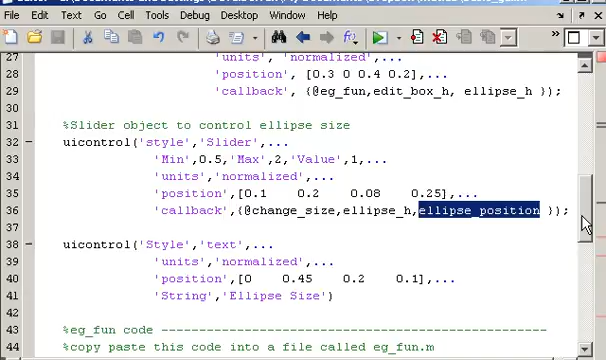 File Edit Text Go Cell Tools Debug Desktop Window Help
27 'units', 'normalized',...
28 'position', [0.3 0 0.4 0.2],...
29 'callback', {@eg_fun,edit_box_h, ellipse_h });
30
31 %Slider object to control ellipse size
32 uicontrol('style','Slider',...
33 'Min',0.5,'Max',2,'Value',1,...
34 'units','normalized',...
35 'position',[0.1 0.2 0.08 0.25],...
36 'callback',{@change_size,ellipse_h,ellipse_position });
37
38 uicontrol('Style','text',...
39 'units','normalized',...
40 'position',[0 0.45 0.2 0.1],...
41 'String','Ellipse Size')
42
43 %eg_fun code --------------------------------------------------
44 %copy paste this code into a file called eg_fun.m